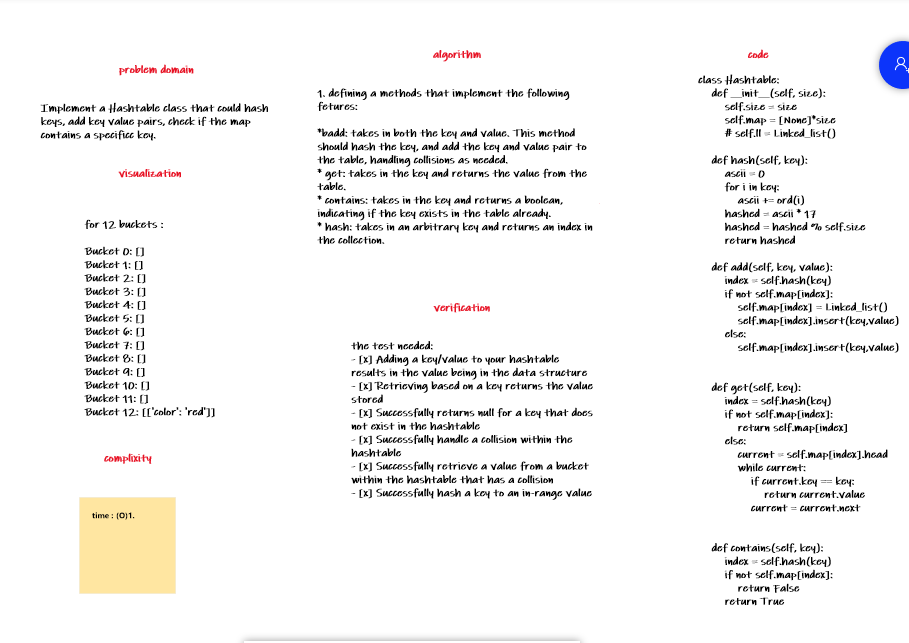 problem domain
Implement a Hashtable class that could hash
keys, add key value pairs, check if the map
contains a specificc key.
visualization
for 12 buckets :
Bucket 0: []
Bucket 1: []
Bucket 2: []
Bucket 3: []
Bucket 4: []
Bucket 5: []
Bucket 6: []
Bucket 7: []
Bucket 8: []
Bucket 9: []
Bucket 10: []
Bucket 11: []
Bucket 12: [['color': 'red']]
complixity
time : (O)1.
algorithm
1. defining a methods that implement the following
fetures:
*badd: takes in both the key and value. This method
should hash the key, and add the key and value pair to
the table, handling collisions as needed.
* get: takes in the key and returns the value from the
table.
* contains: takes in the key and returns a boolean,
indicating if the key exists in the table already.
* hash: takes in an arbitrary key and returns an index in
the collection.
verification
the test needed:
- [x] Adding a key/value to your hashtable
results in the value being in the data structure
- [x] Retrieving based on a key returns the value
stored
- [x] Successfully returns null for a key that does
not exist in the hashtable
- [x] Successfully handle a collision within the
hashtable
- [x] Successfully retrieve a value from a bucket
within the hashtable that has a collision
- [x] Successfully hash a key to an in-range value
code
class Hashtable:
def __init__(self, size):
self.size = size
self.map = [None]*size
# self.ll = Linked_list()
def hash(self, key):
ascii = 0
for i in key:
ascii += ord(i)
hashed = ascii * 17
hashed = hashed % self.size
return hashed
def add(self, key, value):
index = self.hash(key)
if not self.map[index]:
self.map[index] = Linked_list()
self.map[index].insert(key,value)
else:
self.map[index].insert(key,value)
def get(self, key):
index = self.hash(key)
if not self.map[index]:
return self.map[index]
else:
current = self.map[index].head
while current:
if current.key == key:
return current.value
current = current.next
def contains(self, key):
index = self.hash(key)
if not self.map[index]:
return False
return True